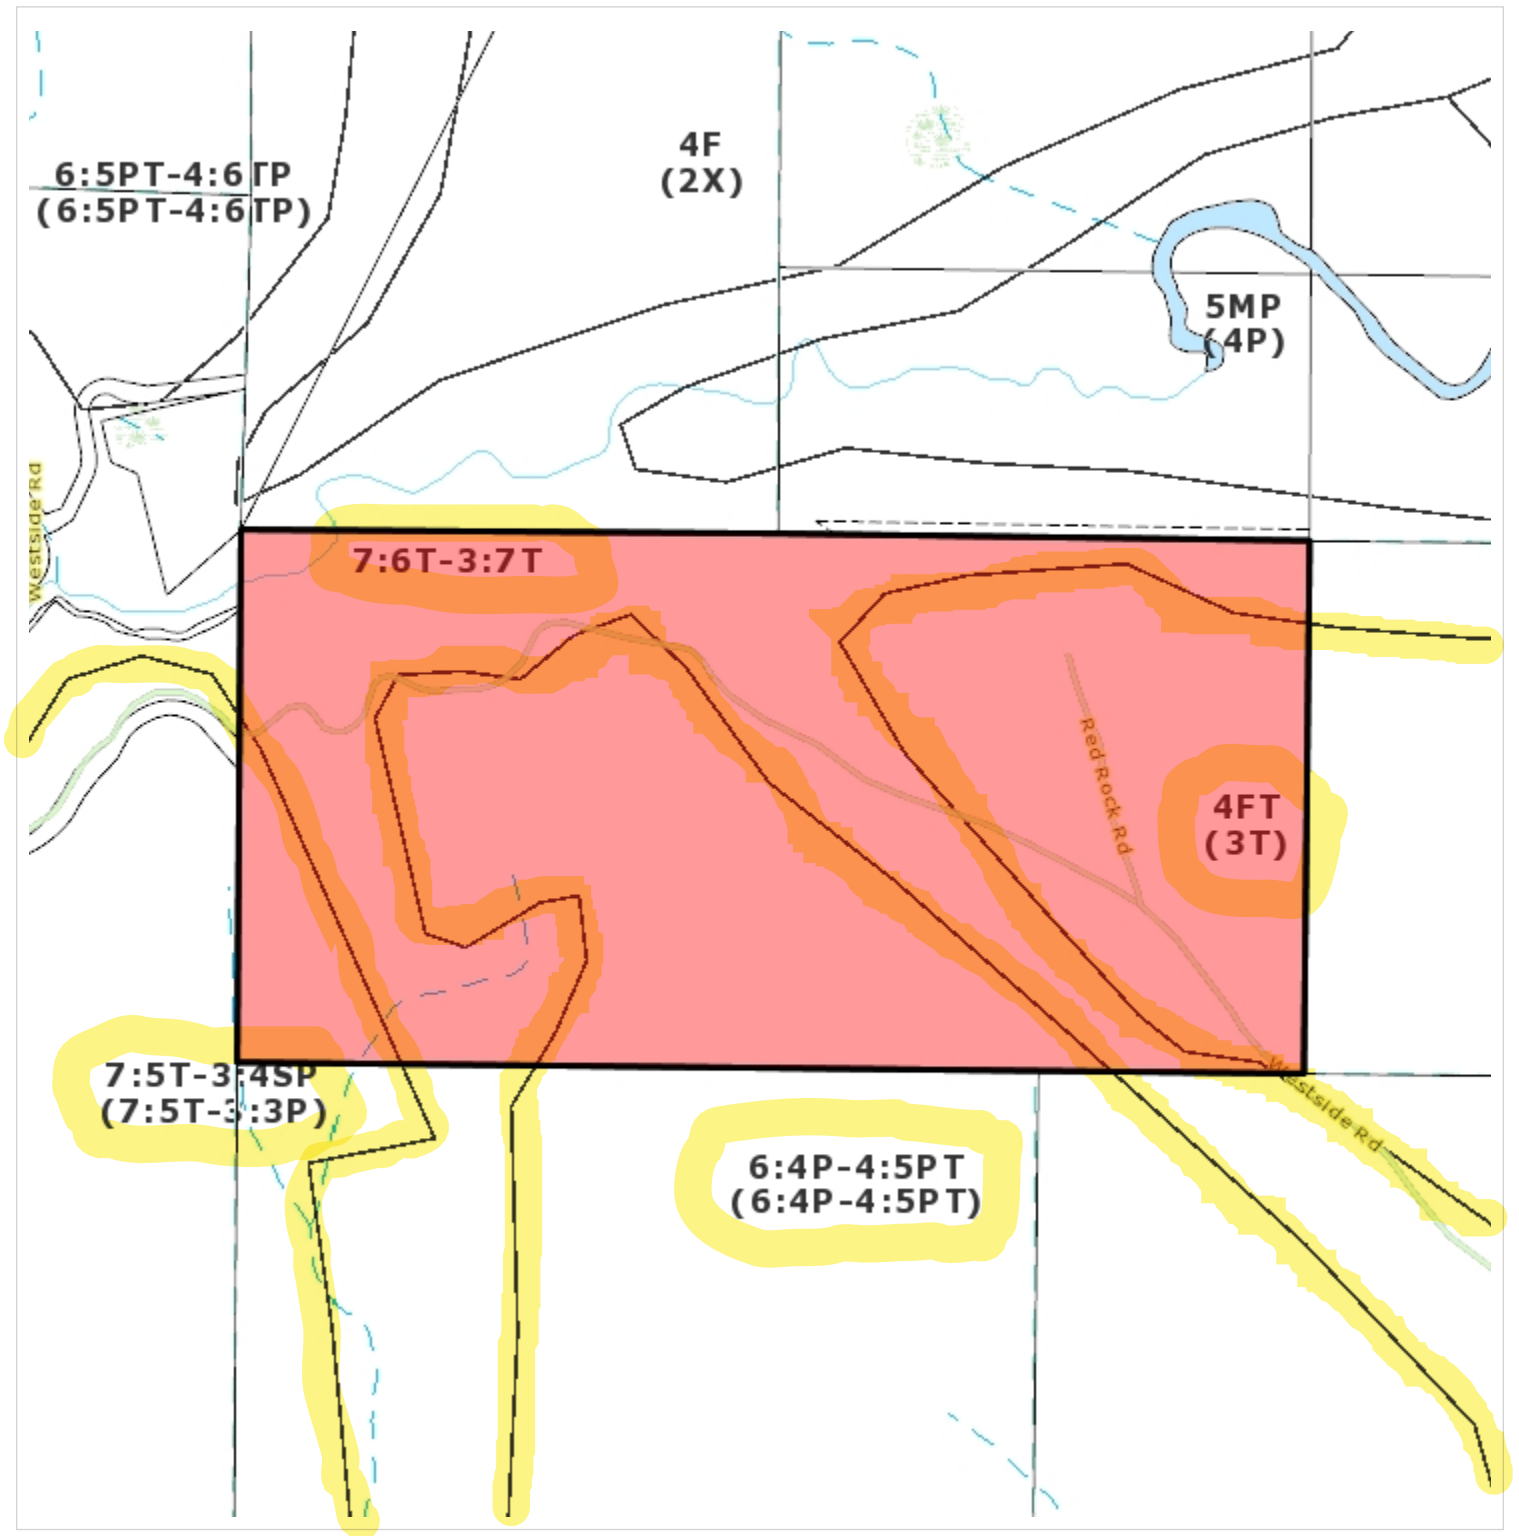 4F
(2X)
6:5PT-4:6TP
(6:5PT-4:6TP)
5MP
(4P)
Westside Rd
7:6T-3:7T
Red Rock Rd
4FT
(3T)
7:5T-3:4SP
(7:5T-3:3P)
Westside Rd
6:4P-4:5PT
(6:4P-4:5PT)